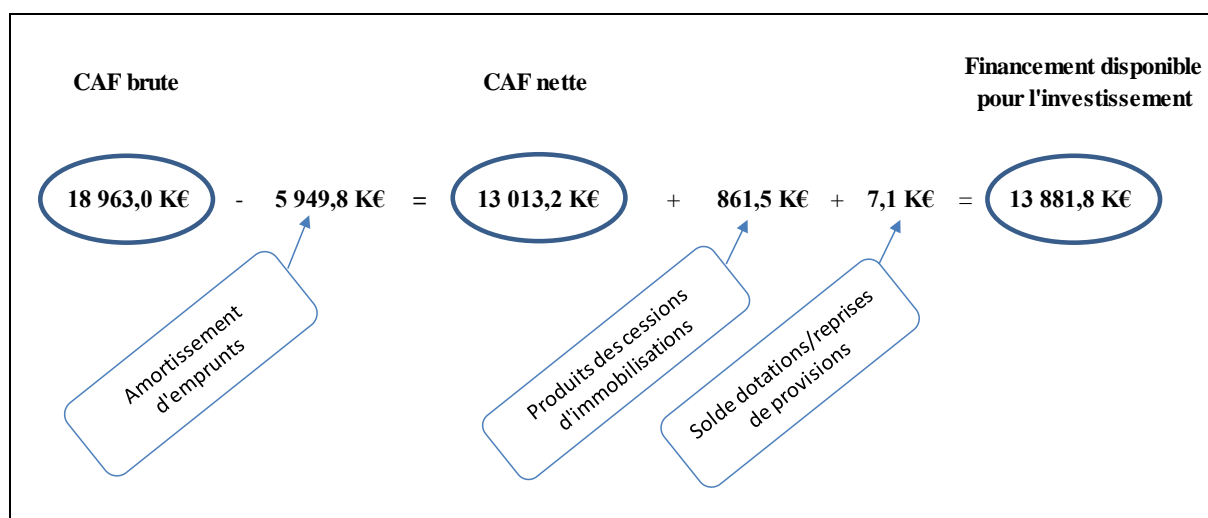 CAF brute
CAF nette
Financement disponible
pour l'investissement
18 963,0 K€ - 5 949,8 K€ = 13 013,2 K€ + 861,5 K€ + 7,1 K€ = 13 881,8 K€
Amortissement
d'emprunts
Produits des cessions
d'immobilisations
Solde dotations/reprises
de provisions